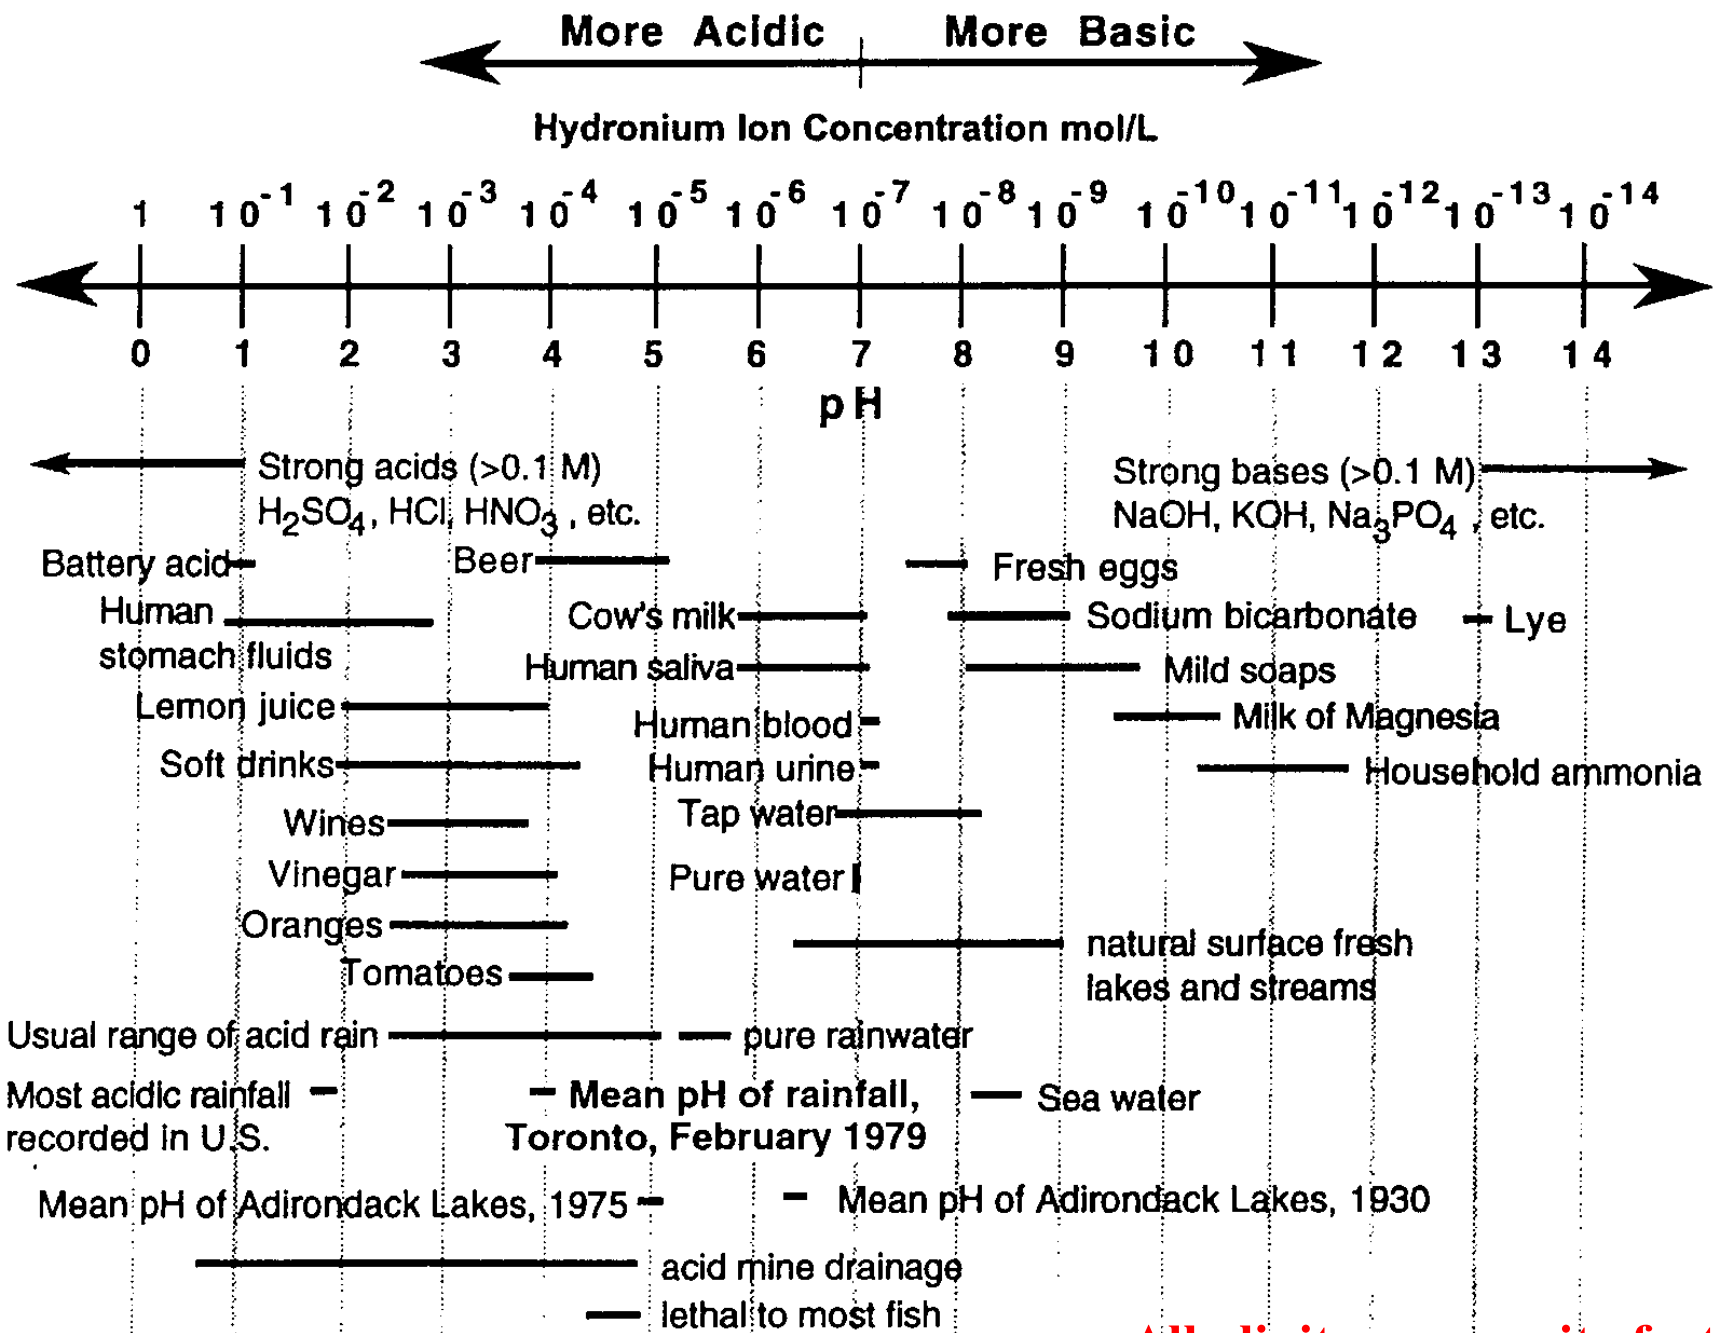 More Acidic More Basic
Hydronium Ion Concentration mol/L
1 10⁻¹ 10⁻² 10⁻³ 10⁻⁴ 10⁻⁵ 10⁻⁶ 10⁻⁷ 10⁻⁸ 10⁻⁹ 10⁻¹⁰ 10⁻¹¹ 10⁻¹² 10⁻¹³ 10⁻¹⁴
0 1 2 3 4 5 6 7 8 9 10 11 12 13 14
pH
Strong acids (>0.1 M)
H₂SO₄, HCl, HNO₃, etc.
Strong bases (>0.1 M)
NaOH, KOH, Na₃PO₄, etc.
Battery acid
Beer
Fresh eggs
Human
stomach fluids
Cow's milk
Sodium bicarbonate
Lye
Human saliva
Mild soaps
Lemon juice
Human blood
Milk of Magnesia
Soft drinks
Human urine
Household ammonia
Wines
Tap water
Vinegar
Pure water
Oranges
natural surface fresh
lakes and streams
Tomatoes
Usual range of acid rain
pure rainwater
Most acidic rainfall
recorded in U.S.
Mean pH of rainfall,
Toronto, February 1979
Sea water
Mean pH of Adirondack Lakes, 1975
Mean pH of Adirondack Lakes, 1930
acid mine drainage
lethal to most fish